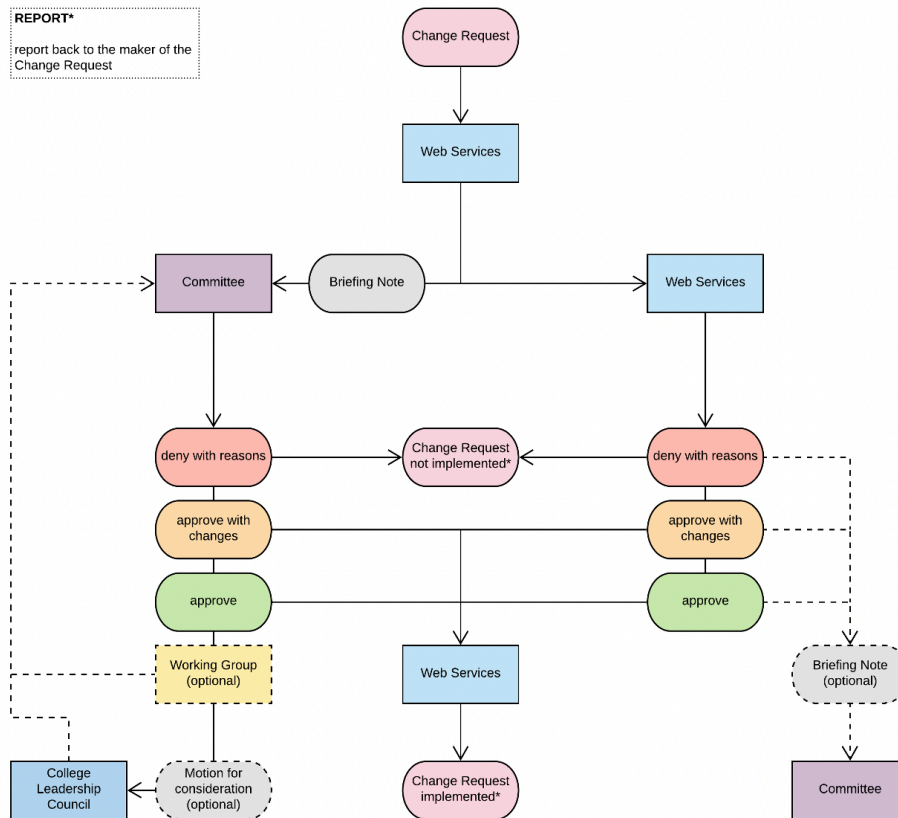 REPORT*
report back to the maker of the
Change Request
Change Request
Web Services
Committee
Briefing Note
Web Services
deny with reasons
Change Request
not implemented*
deny with reasons
approve with
changes
approve with
changes
approve
approve
Working Group
(optional)
Web Services
Briefing Note
(optional)
College
Leadership
Council
Motion for
consideration
(optional)
Change Request
implemented*
Committee